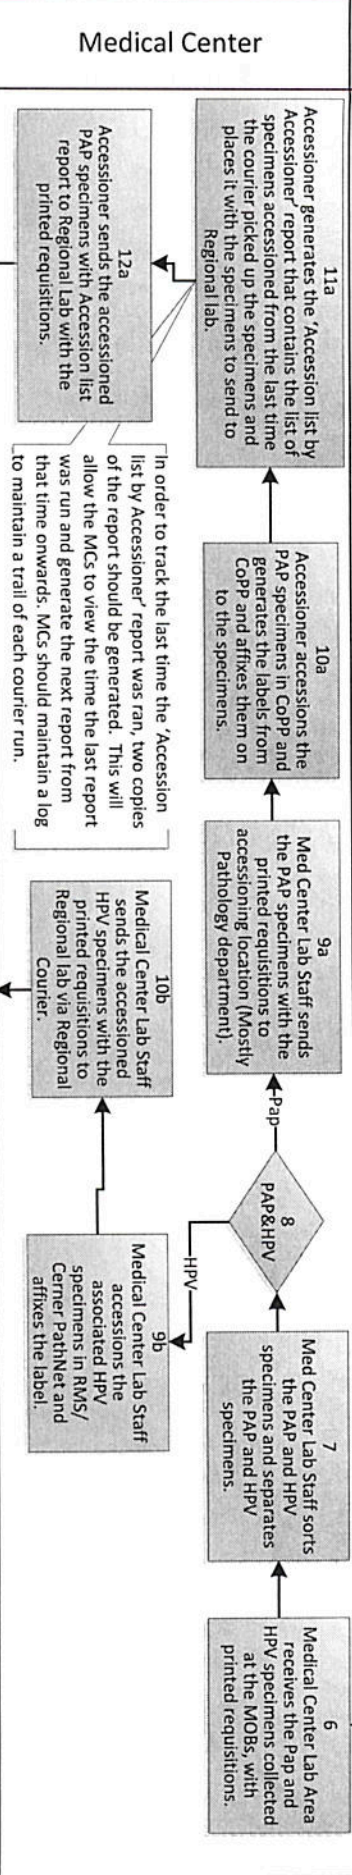 Medical Center
11a
Accessioner generates the 'Accession list by
Accessioner' report that contains the list of
specimens accessioned from the last time
the courier picked up the specimens and
places it with the specimens to send to
Regional lab.
10a
Accessioner accessions the
PAP specimens in CoPP and
generates the labels from
CoPP and affixes them on
to the specimens.
9a
Med Center Lab Staff sends
the PAP specimens with the
printed requisitions to
accessioning location (Mostly
Pathology department).
Pap
8
PAP&HPV
7
Med Center Lab Staff sorts
the PAP and HPV
specimens and separates
the PAP and HPV
specimens.
6
Medical Center Lab Area
receives the Pap and
HPV specimens collected
at the MOBs, with
printed requisitions.
HPV
12a
Accessioner sends the accessioned
PAP specimens with Accession list
report to Regional Lab with the
printed requisitions.
In order to track the last time the 'Accession
list by Accessioner' report was ran, two copies
of the report should be generated. This will
allow the MCs to view the time the last report
was run and generate the next report from
that time onwards. MCs should maintain a log
to maintain a trail of each courier run.
10b
Medical Center Lab Staff
sends the accessioned
HPV specimens with the
printed requisitions to
Regional lab via Regional
Courier.
9b
Medical Center Lab Staff
accessions the
associated HPV
specimens in RMS/
Cerner PathNet and
affixes the label.